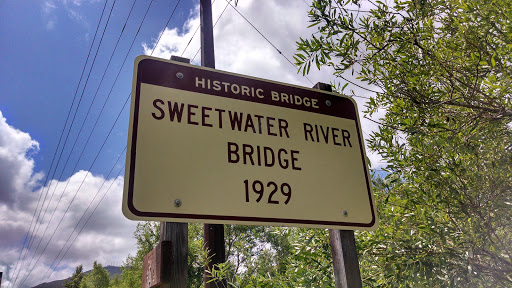 HISTORIC BRIDGE
SWEETWATER RIVER
BRIDGE
1929